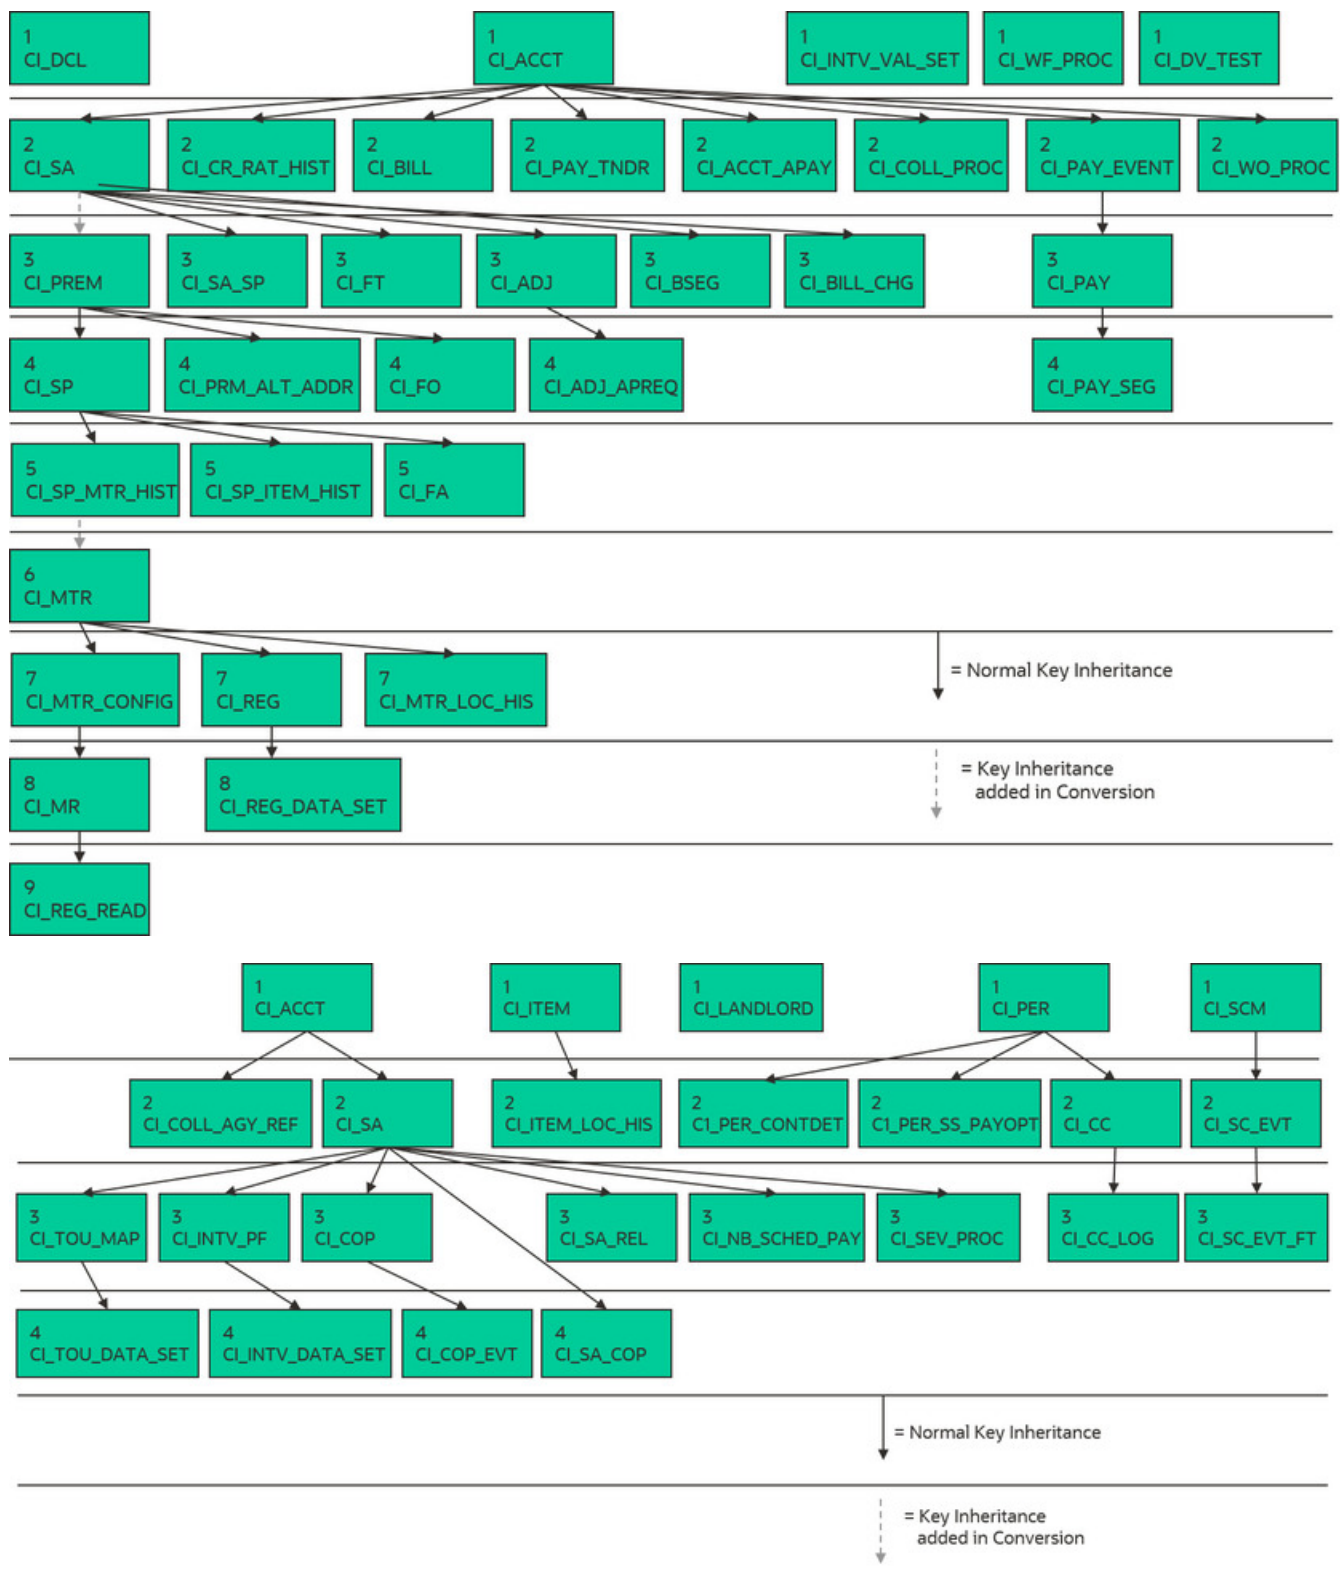 1
CI_DCL
1
CI_ACCT
1
CI_INTV_VAL_SET
1
CI_WF_PROC
1
CI_DV_TEST
2
CI_SA
2
CI_CR_RAT_HIST
2
CI_BILL
2
CI_PAY_TNDR
2
CI_ACCT_APAY
2
CI_COLL_PROC
2
CI_PAY_EVENT
2
CI_WO_PROC
3
CI_PREM
3
CI_SA_SP
3
CI_FT
3
CI_ADJ
3
CI_BSEG
3
CI_BILL_CHG
3
CI_PAY
4
CI_SP
4
CI_PRM_ALT_ADDR
4
CI_FO
4
CI_ADJ_APREQ
4
CI_PAY_SEG
5
CI_SP_MTR_HIST
5
CI_SP_ITEM_HIST
5
CI_FA
6
CI_MTR
7
CI_MTR_CONFIG
7
CI_REG
7
CI_MTR_LOC_HIS
= Normal Key Inheritance
8
CI_MR
8
CI_REG_DATA_SET
= Key Inheritance
added in Conversion
9
CI_REG_READ
1
CI_ACCT
1
CI_ITEM
1
CI_LANDLORD
1
CI_PER
1
CI_SCM
2
CI_COLL_AGY_REF
2
CI_SA
2
CI_ITEM_LOC_HIS
2
C1_PER_CONTDET
2
C1_PER_SS_PAYOPT
2
CI_CC
2
CI_SC_EVT
3
CI_TOU_MAP
3
CI_INTV_PF
3
CI_COP
3
CI_SA_REL
3
CI_NB_SCHED_PAY
3
CI_SEV_PROC
3
CI_CC_LOG
3
CI_SC_EVT_FT
4
CI_TOU_DATA_SET
4
CI_INTV_DATA_SET
4
CI_COP_EVT
4
CI_SA_COP
= Normal Key Inheritance
= Key Inheritance
added in Conversion